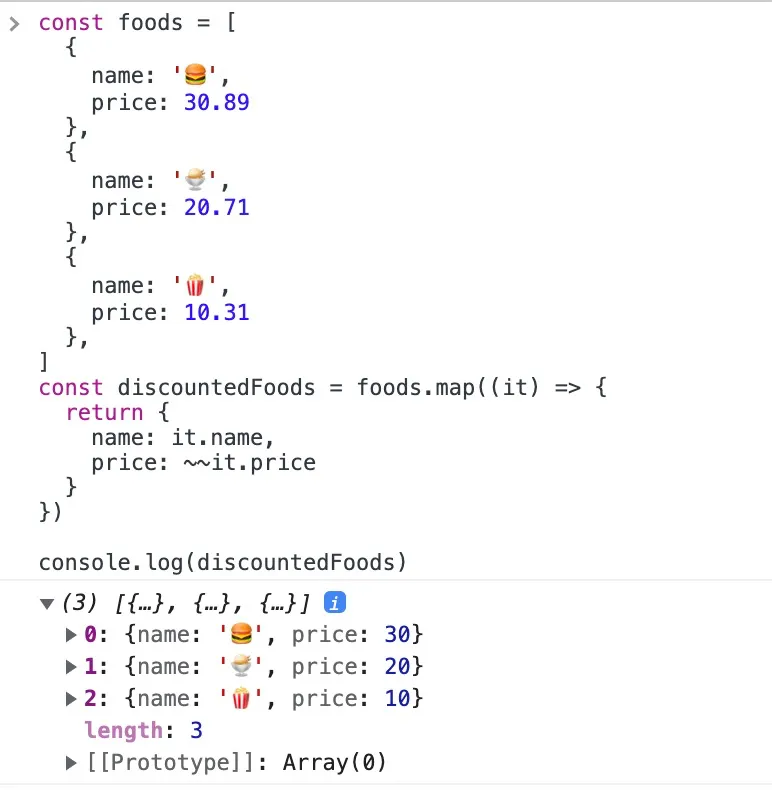 > const foods = [
{
name: '🍔',
price: 30.89
},
{
name: '🍨',
price: 20.71
},
{
name: '🍿',
price: 10.31
},
]
const discountedFoods = foods.map((it) => {
return {
name: it.name,
price: ~~it.price
}
})
console.log(discountedFoods)
▼ (3) [{…}, {…}, {…}] i
▶ 0: {name: '🍔', price: 30}
▶ 1: {name: '🍨', price: 20}
▶ 2: {name: '🍿', price: 10}
length: 3
▶ [[Prototype]]: Array(0)